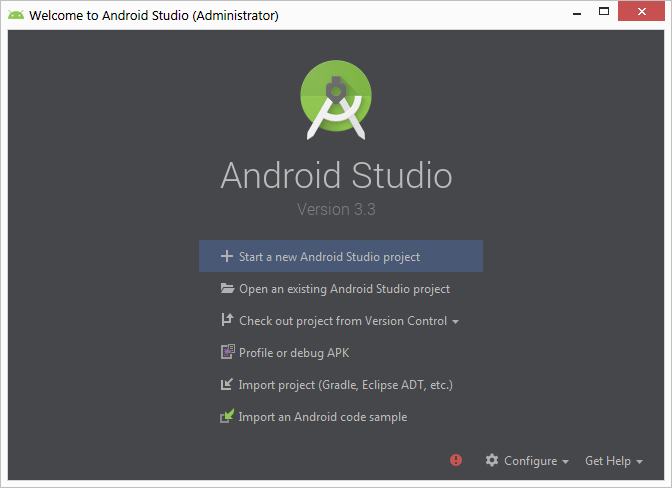 Welcome to Android Studio (Administrator)
Android Studio
Version 3.3
Start a new Android Studio project
Open an existing Android Studio project
Check out project from Version Control
Profile or debug APK
Import project (Gradle, Eclipse ADT, etc.)
Import an Android code sample
Configure Get Help